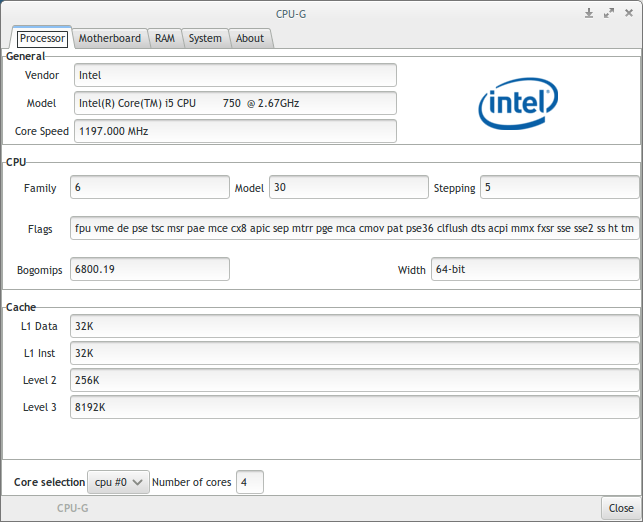 CPU-G
Processor Motherboard RAM System About
General
Vendor Intel
intel
Model Intel(R) Core(TM) i5 CPU 750 @ 2.67GHz
Core Speed 1197.000 MHz
CPU
Family 6 Model 30 Stepping 5
Flags fpu vme de pse tsc msr pae mce cx8 apic sep mtrr pge mca cmov pat pse36 clflush dts acpi mmx fxsr sse sse2 ss ht tm
Bogomips 6800.19 Width 64-bit
Cache
L1 Data 32K
L1 Inst 32K
Level 2 256K
Level 3 8192K
Core selection cpu #0 Number of cores 4
CPU-G Close